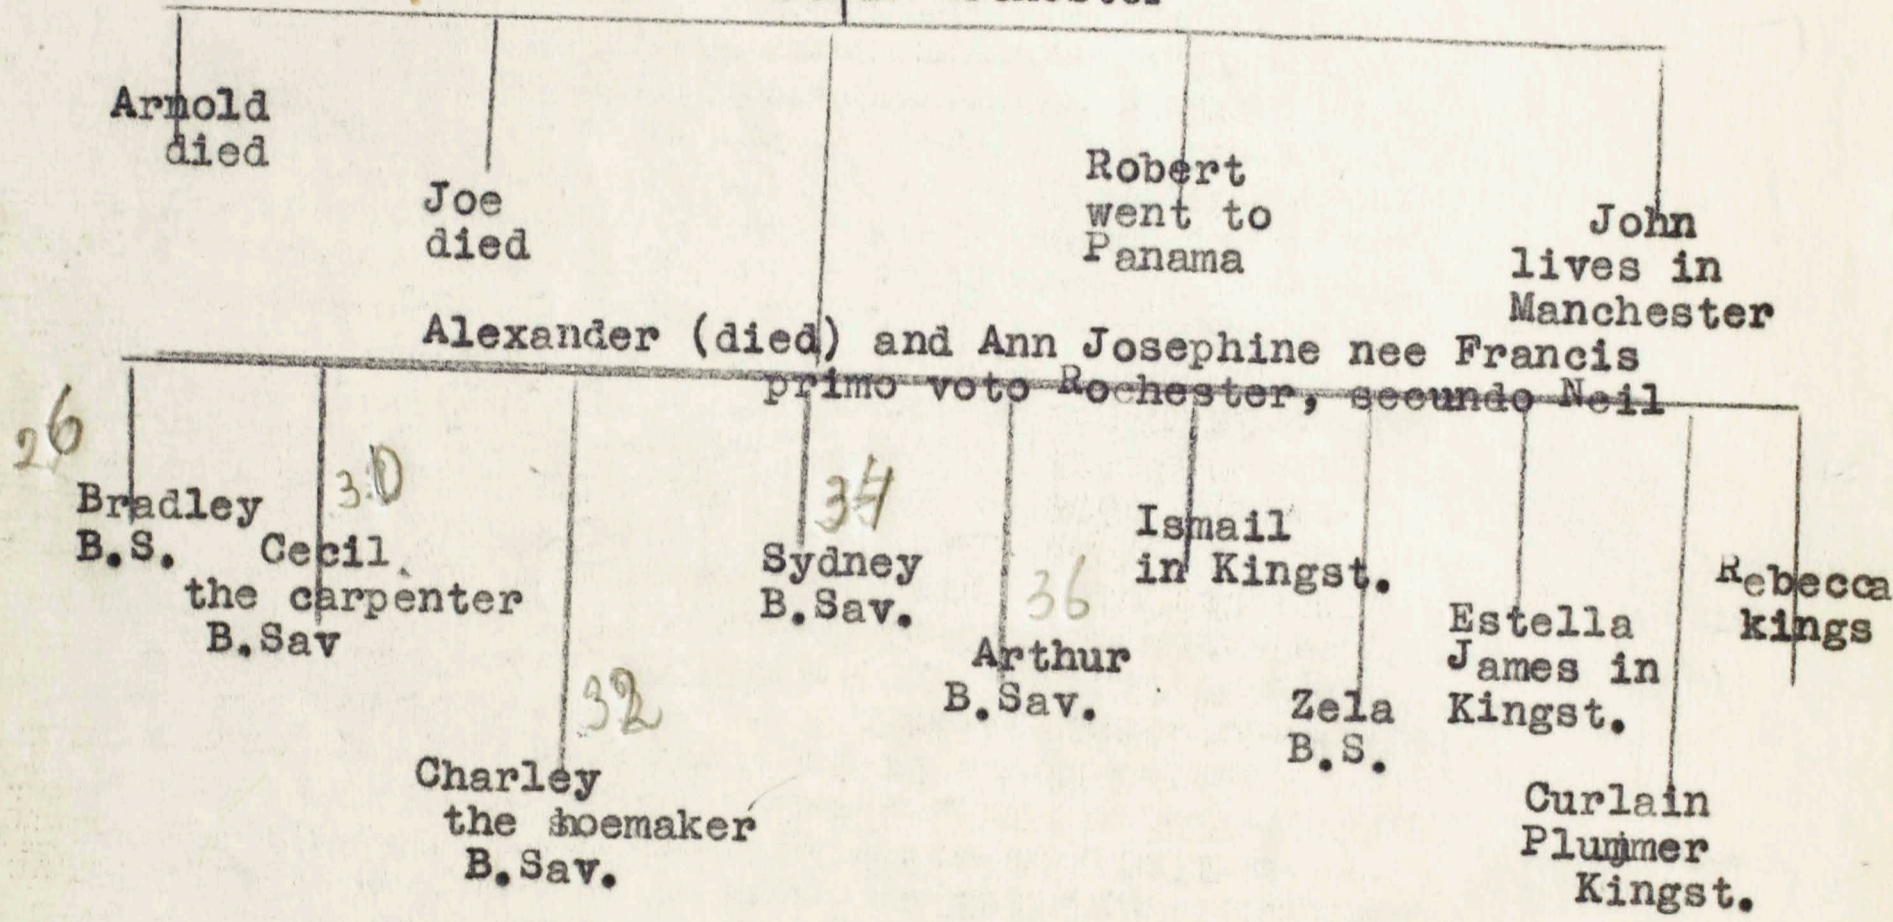 Arnold
died
Joe
died
Robert
went to
Panama
John
lives in
Manchester
Alexander (died) and Ann Josephine nee Francis
primo voto Rochester, secundo Neil
26
Bradley
B.S.
30
Cecil.
the carpenter
B.Sav
32
Charley
the shoemaker
B.Sav.
Sydney
B.Sav.
36
Arthur
B.Sav.
Ismail
in Kingst.
Zela
B.S.
Estella
James in
Kingst.
Curlain
Plummer
Kingst.
Rebecca
kings